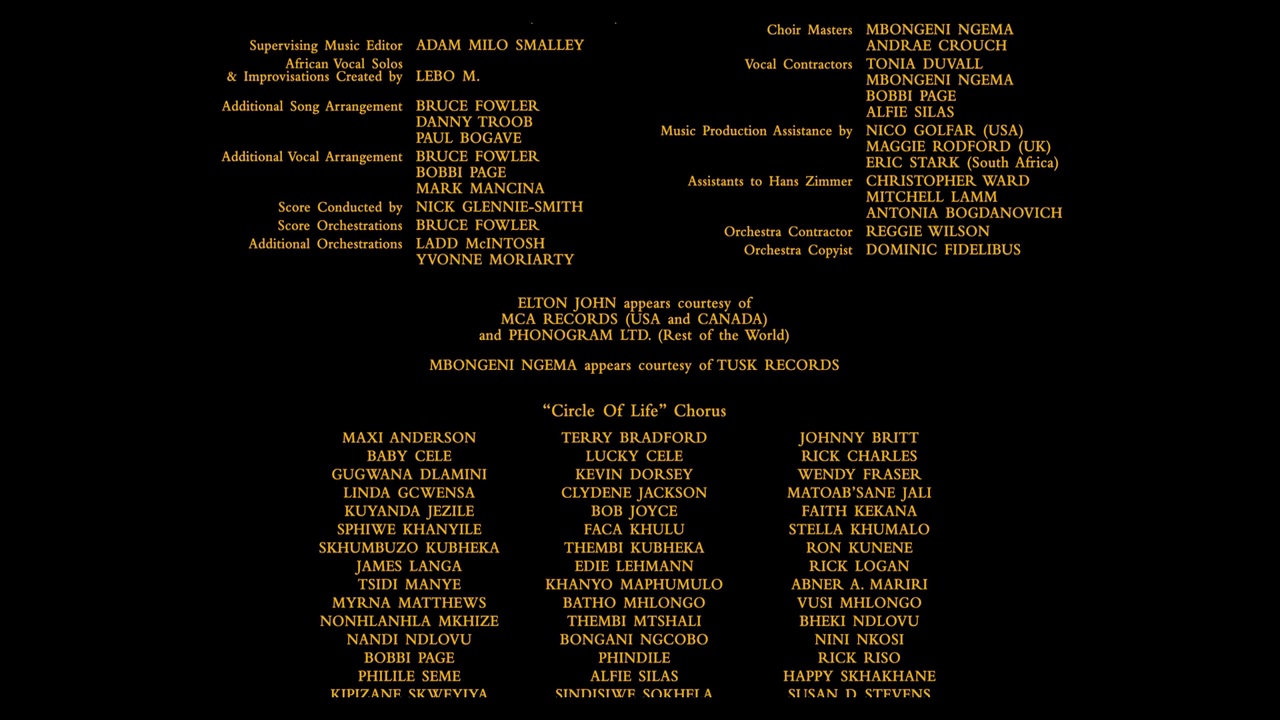 Supervising Music Editor ADAM MILO SMALLEY
African Vocal Solos
& Improvisations Created by LEBO M.
Additional Song Arrangement BRUCE FOWLER
DANNY TROOB
PAUL BOGAVE
Additional Vocal Arrangement BRUCE FOWLER
BOBBI PAGE
MARK MANCINA
Score Conducted by NICK GLENNIE-SMITH
Score Orchestrations BRUCE FOWLER
Additional Orchestrations LADD McINTOSH
YVONNE MORIARTY
Choir Masters MBONGENI NGEMA
ANDRAE CROUCH
Vocal Contractors TONIA DUVALL
MBONGENI NGEMA
BOBBI PAGE
ALFIE SILAS
Music Production Assistance by NICO GOLFAR (USA)
MAGGIE RODFORD (UK)
ERIC STARK (South Africa)
Assistants to Hans Zimmer CHRISTOPHER WARD
MITCHELL LAMM
ANTONIA BOGDANOVICH
Orchestra Contractor REGGIE WILSON
Orchestra Copyist DOMINIC FIDELIBUS
ELTON JOHN appears courtesy of
MCA RECORDS (USA and CANADA)
and PHONOGRAM LTD. (Rest of the World)
MBONGENI NGEMA appears courtesy of TUSK RECORDS
“Circle Of Life” Chorus
MAXI ANDERSON TERRY BRADFORD JOHNNY BRITT
BABY CELE LUCKY CELE RICK CHARLES
GUGWANA DLAMINI KEVIN DORSEY WENDY FRASER
LINDA GCWENSA CLYDENE JACKSON MATOAB'SANE JALI
KUYANDA JEZILE BOB JOYCE FAITH KEKANA
SPHIWE KHANYILE FACA KHULU STELLA KHUMALO
SKHUMBUZO KUBHEKA THEMBI KUBHEKA RON KUNENE
JAMES LANGA EDIE LEHMANN RICK LOGAN
TSIDI MANYE KHANYO MAPHUMULO ABNER A. MARIRI
MYRNA MATTHEWS BATHO MHLONGO VUSI MHLONGO
NONHLANHLA MKHIZE THEMBI MTSHALI BHEKI NDLOVU
NANDI NDLOVU BONGANI NGCOBO NINI NKOSI
BOBBI PAGE PHINDILE RICK RISO
PHILILE SEME ALFIE SILAS HAPPY SKHAKHANE
KIPIZANE SKWEYIYA SINDISIWE SOKHELA SUSAN D. STEVENS